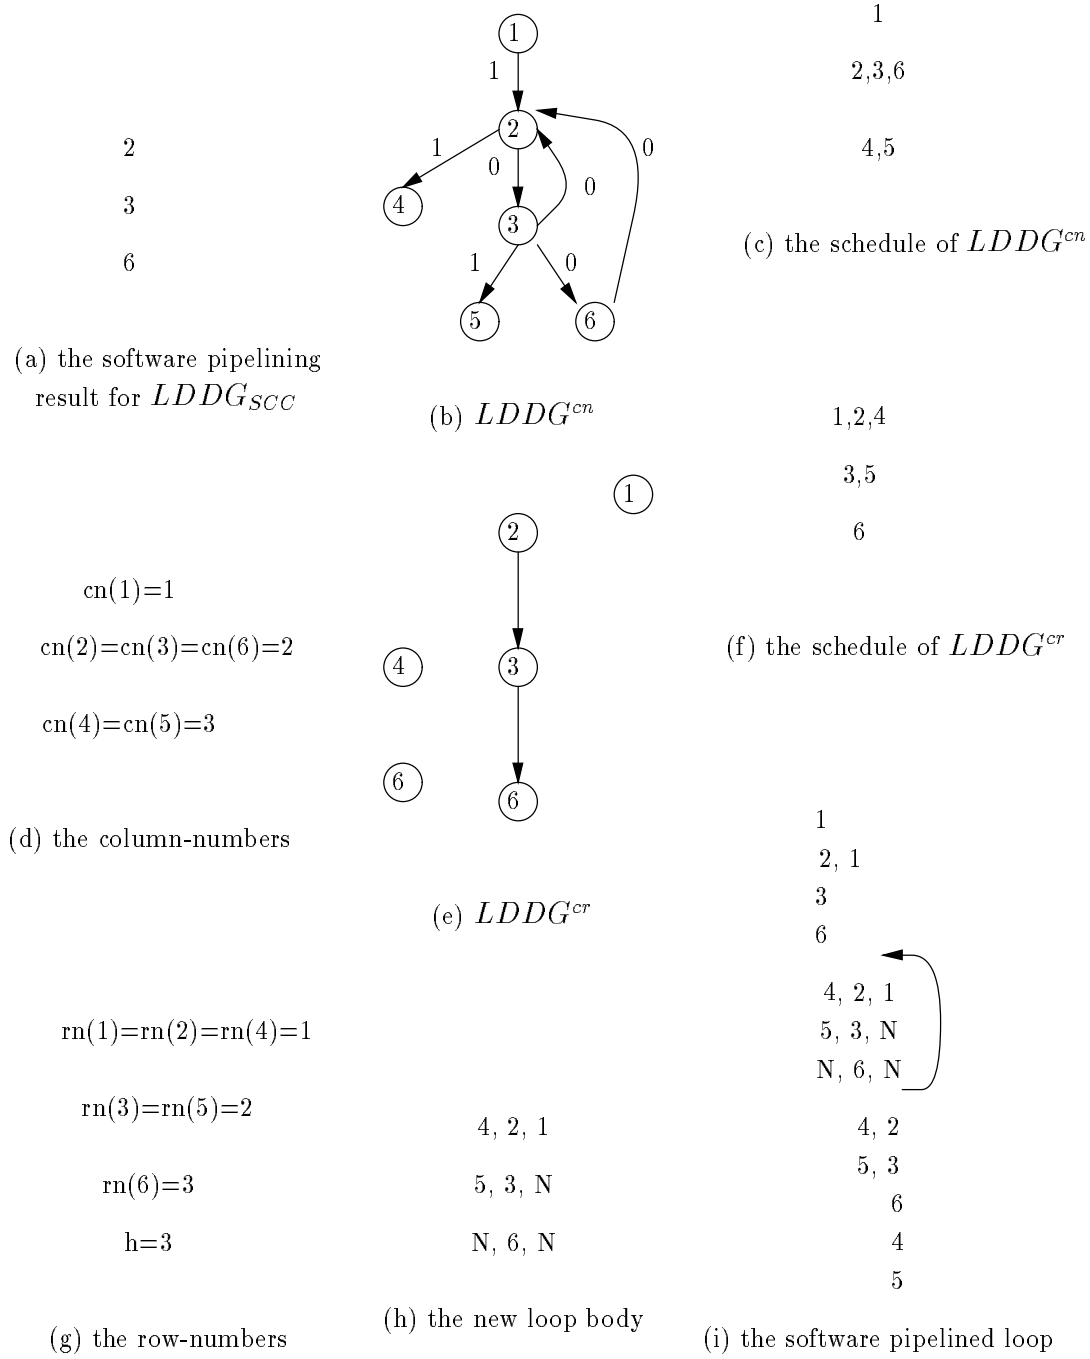 2
3
6
(a) the software pipelining
result for LDDG_SCC
1
1
2
1
0
0
0
4
3
1
0
5
6
(b) LDDG^cn
1
2,3,6
4,5
(c) the schedule of LDDG^cn
cn(1)=1
cn(2)=cn(3)=cn(6)=2
cn(4)=cn(5)=3
(d) the column-numbers
1
2
4
3
6
6
(e) LDDG^cr
1,2,4
3,5
6
(f) the schedule of LDDG^cr
rn(1)=rn(2)=rn(4)=1
rn(3)=rn(5)=2
rn(6)=3
h=3
(g) the row-numbers
4, 2, 1
5, 3, N
N, 6, N
(h) the new loop body
1
2, 1
3
6
4, 2, 1
5, 3, N
N, 6, N
4, 2
5, 3
6
4
5
(i) the software pipelined loop